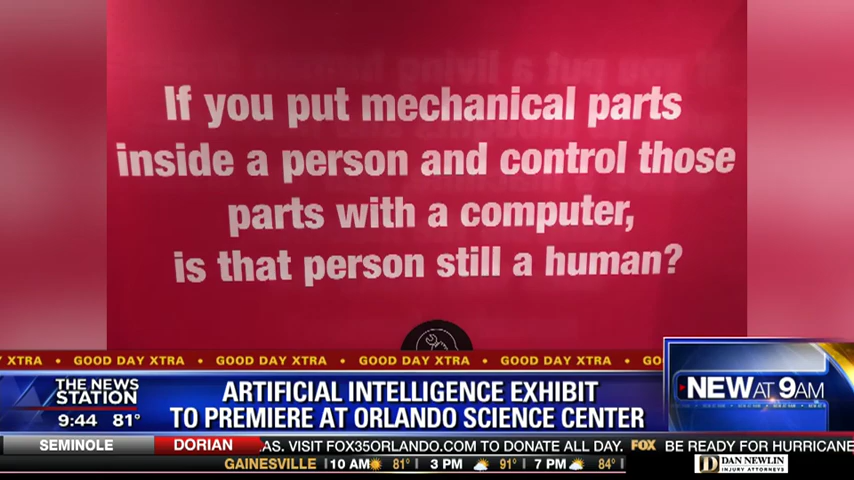 If you put mechanical parts
inside a person and control those
parts with a computer,
is that person still a human?
XTRA • GOOD DAY XTRA • GOOD DAY XTRA • GOOD DAY XTRA • GOOD DAY XTRA • GO
THE NEWS
STATION
9:44 81°
ARTIFICIAL INTELLIGENCE EXHIBIT
TO PREMIERE AT ORLANDO SCIENCE CENTER
NEW AT 9AM
SEMINOLE DORIAN AS. VISIT FOX35ORLANDO.COM TO DONATE ALL DAY. FOX BE READY FOR HURRICANE
GAINESVILLE 10 AM 81° 3 PM 91° 7 PM 84°
D DAN NEWLIN
INJURY ATTORNEYS